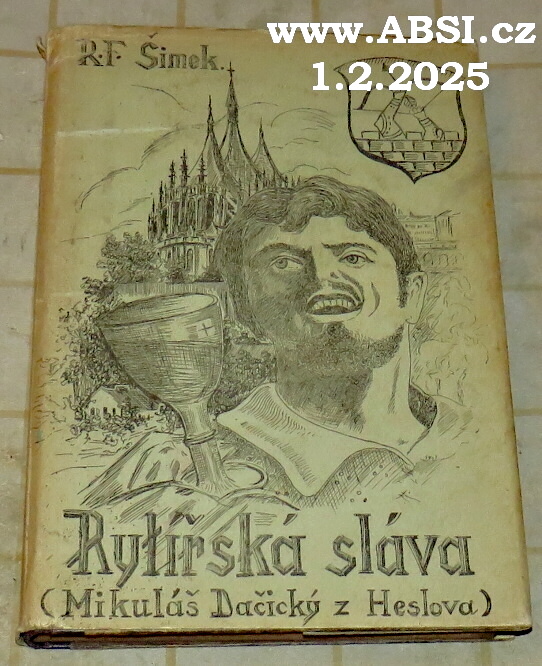 www.ABSI.cz
1.2.2025
R.F. Šimek.
Rytířská sláva
(Mikuláš Dačický z Heslova)